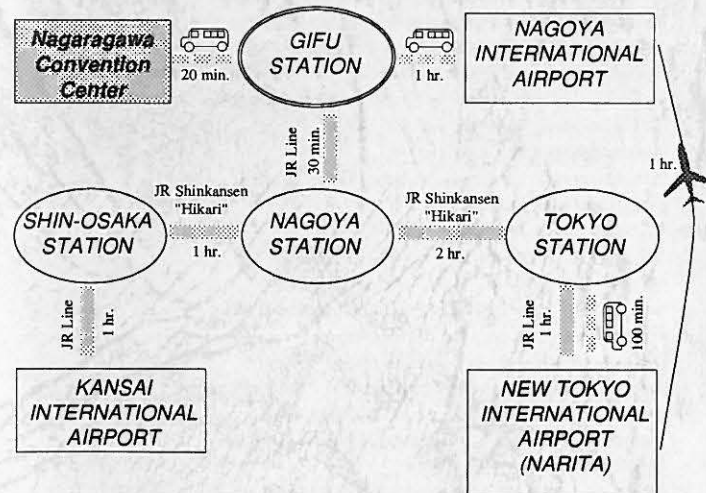 Nagaragawa
Convention
Center
20 min.
GIFU
STATION
1 hr.
NAGOYA
INTERNATIONAL
AIRPORT
JR Line
30 min.
1 hr.
SHIN-OSAKA
STATION
JR Shinkansen
"Hikari"
1 hr.
NAGOYA
STATION
JR Shinkansen
"Hikari"
2 hr.
TOKYO
STATION
JR Line
1 hr.
JR Line
1 hr.
100 min.
KANSAI
INTERNATIONAL
AIRPORT
NEW TOKYO
INTERNATIONAL
AIRPORT
(NARITA)